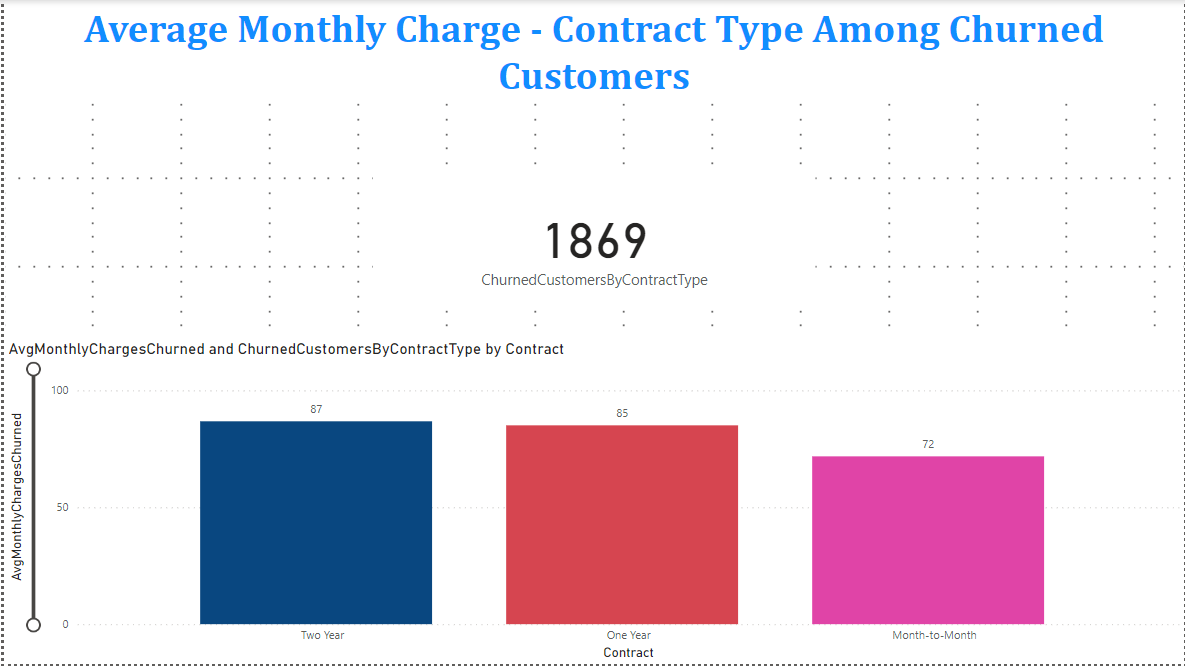 Average Monthly Charge - Contract Type Among Churned
Customers
1869
ChurnedCustomersByContractType
AvgMonthlyChargesChurned and ChurnedCustomersByContractType by Contract
AvgMonthlyChargesChurned
100
50
0
87
85
72
Two Year
One Year
Month-to-Month
Contract